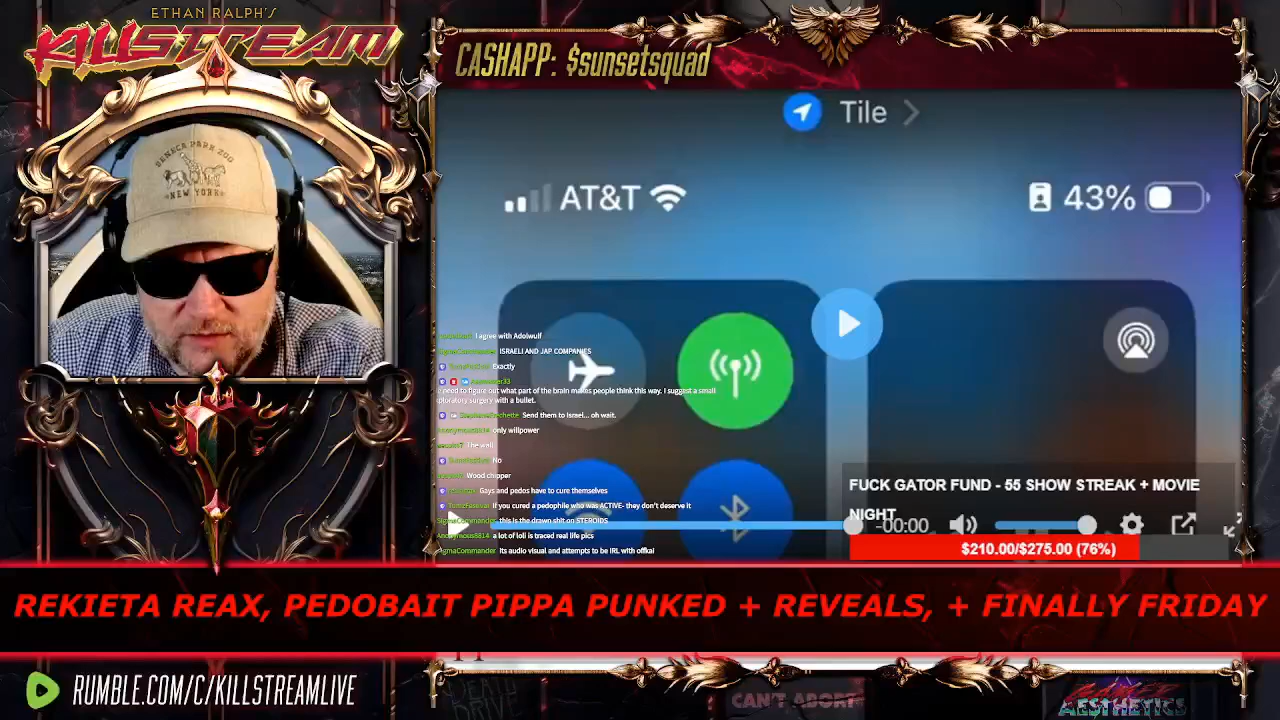 ETHAN RALPH'S
KILLSTREAM
CASHAPP: $sunsetsquad
SENECA PARK ZOO
NEW YORK
Tile
AT&T
43%
I agree with Adolwulf
SigmaCommander ISRAELI AND JAP COMPANIES
Exactly
need to figure out what part of the brain makes people think this way. I suggest a small
exploratory surgery with a bullet.
Send them to Israel... oh wait.
Anonymous8814 only willpower
The wall
No
Wood chipper
Gays and pedos have to cure themselves
If you cured a pedophile who was ACTIVE- they don't deserve it
SigmaCommander this is the drawn shit on STEROIDS
Anonymous8814 a lot of loli is traced real life pics
SigmaCommander Its audio visual and attempts to be IRL with offkai
FUCK GATOR FUND - 55 SHOW STREAK + MOVIE
NIGHT
-00:00
$210.00/$275.00 (76%)
REKIETA REAX, PEDOBAIT PIPPA PUNKED + REVEALS, + FINALLY FRIDAY
RUMBLE.COM/C/KILLSTREAMLIVE
CAN'T ABORT
AESTHETICS